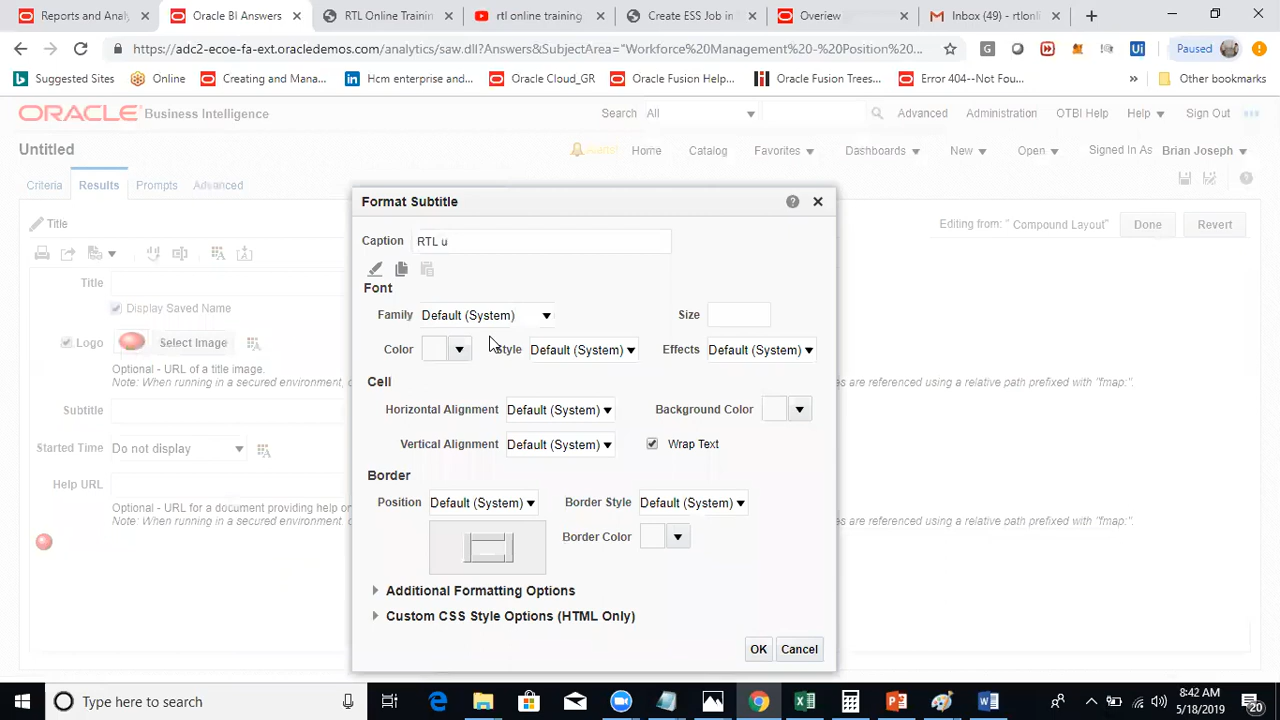 Reports and Analy
Oracle BI Answers
RTL Online Trainin
rtl online training
Create ESS Job in
Overview
Inbox (49) - rtlonli
https://adc2-ecoe-fa-ext.oracledemos.com/analytics/saw.dll?Answers&SubjectArea="Workforce%20Management%20-%20Position%20...
Paused
Suggested Sites
Online
Creating and Mana...
Hcm enterprise and...
Oracle Cloud_GR
Oracle Fusion Help...
Oracle Fusion Trees...
Error 404--Not Fou...
Other bookmarks
ORACLE Business Intelligence
Search All
Advanced
Administration
OTBI Help
Help
Sign Out
Untitled
Alerts!
Home
Catalog
Favorites
Dashboards
New
Open
Signed In As Brian Joseph
Criteria
Results
Prompts
Advanced
Title
Editing from: "Compound Layout"
Done
Revert
Title
Display Saved Name
Logo
Select Image
Optional - URL of a title image.
Note: When running in a secured environment,
are referenced using a relative path prefixed with "fmap:".
Subtitle
Started Time Do not display
Help URL
Optional - URL for a document providing help on
Note: When running in a secured environment,
are referenced using a relative path prefixed with "fmap:".
Format Subtitle
Caption RTL u
Font
Family Default (System)
Size
Color
Style Default (System)
Effects Default (System)
Cell
Horizontal Alignment Default (System)
Background Color
Vertical Alignment Default (System)
Wrap Text
Border
Position Default (System)
Border Style Default (System)
Border Color
Additional Formatting Options
Custom CSS Style Options (HTML Only)
OK
Cancel
Type here to search
8:42 AM
5/18/2019
20